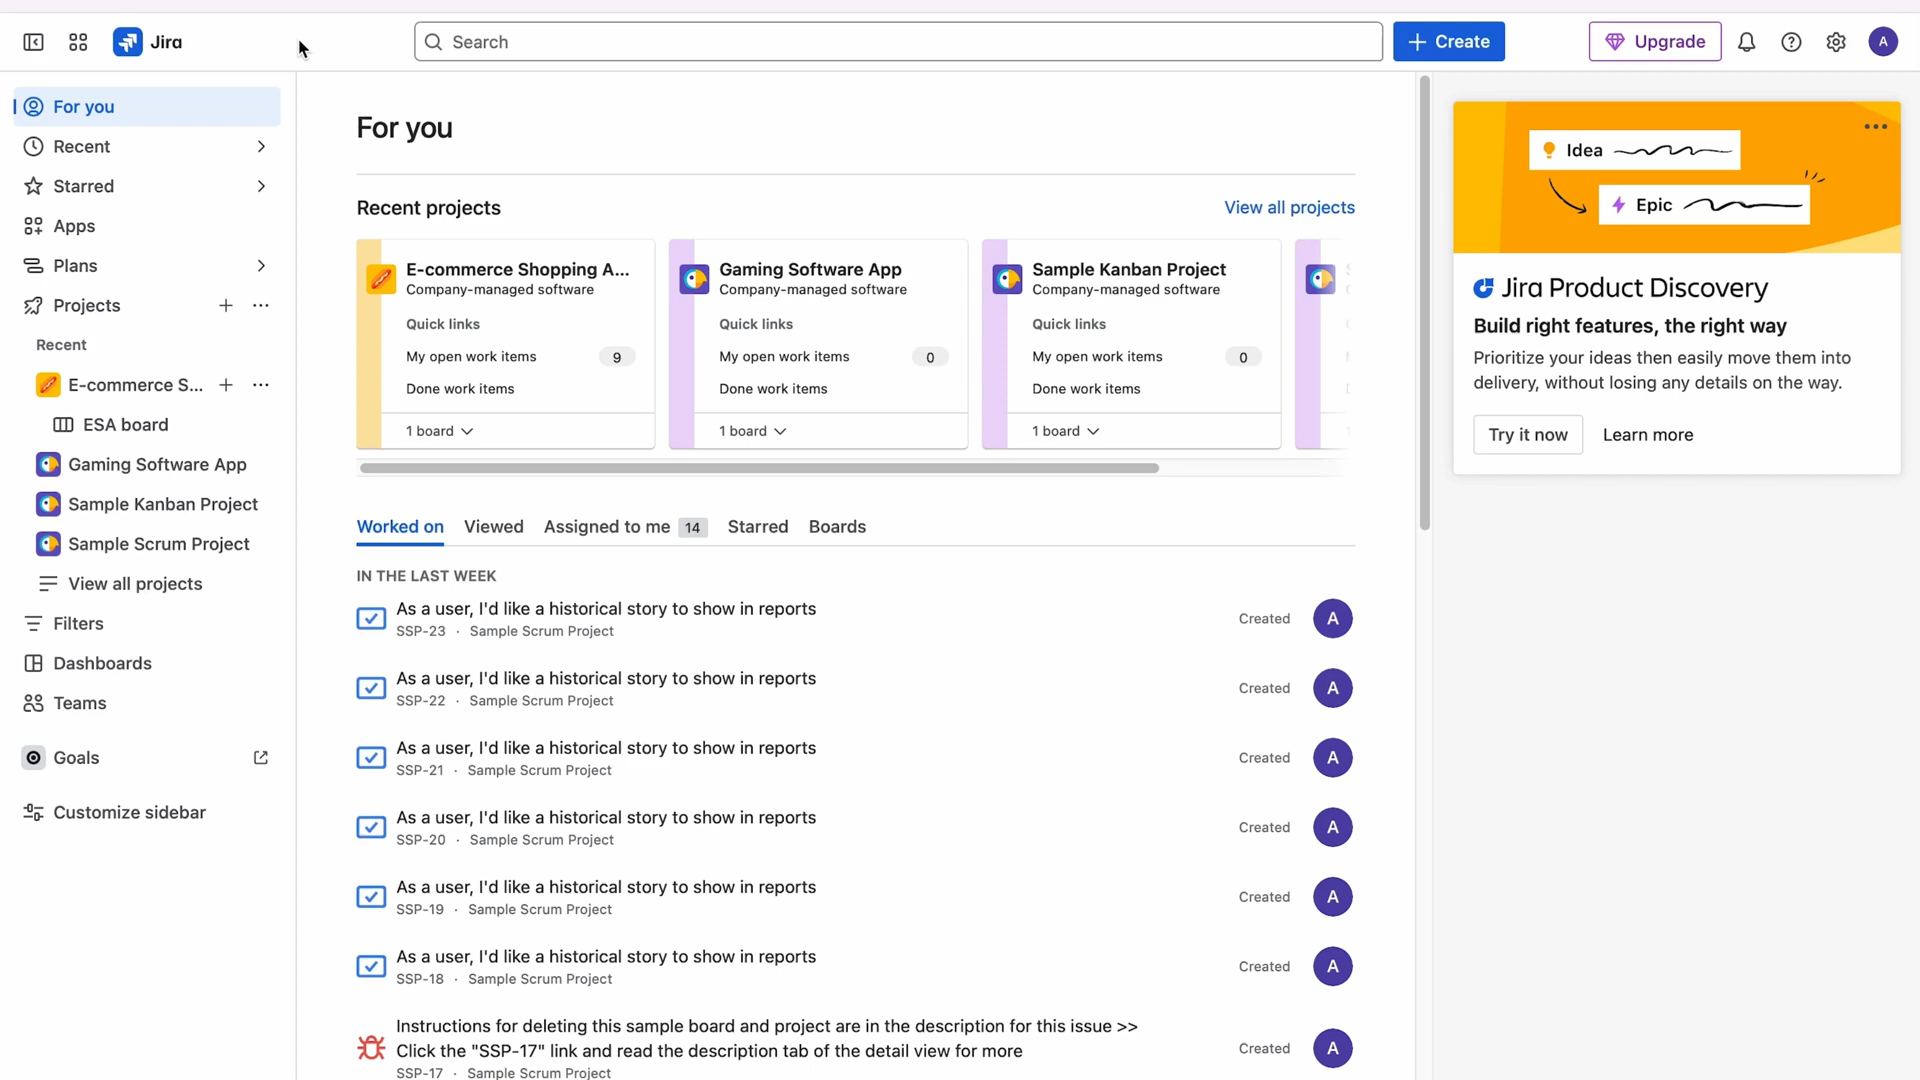 Jira
Search
Create
Upgrade
A
For you
Recent
Starred
Apps
Plans
Projects
Recent
E-commerce S...
ESA board
Gaming Software App
Sample Kanban Project
Sample Scrum Project
View all projects
Filters
Dashboards
Teams
Goals
Customize sidebar
For you
Recent projects
View all projects
E-commerce Shopping A...
Company-managed software
Quick links
My open work items 9
Done work items
1 board
Gaming Software App
Company-managed software
Quick links
My open work items 0
Done work items
1 board
Sample Kanban Project
Company-managed software
Quick links
My open work items 0
Done work items
1 board
Worked on Viewed Assigned to me 14 Starred Boards
IN THE LAST WEEK
As a user, I'd like a historical story to show in reports
SSP-23 · Sample Scrum Project
Created A
As a user, I'd like a historical story to show in reports
SSP-22 · Sample Scrum Project
Created A
As a user, I'd like a historical story to show in reports
SSP-21 · Sample Scrum Project
Created A
As a user, I'd like a historical story to show in reports
SSP-20 · Sample Scrum Project
Created A
As a user, I'd like a historical story to show in reports
SSP-19 · Sample Scrum Project
Created A
As a user, I'd like a historical story to show in reports
SSP-18 · Sample Scrum Project
Created A
Instructions for deleting this sample board and project are in the description for this issue >>
Click the "SSP-17" link and read the description tab of the detail view for more
SSP-17 · Sample Scrum Project
Created A
Idea
Epic
Jira Product Discovery
Build right features, the right way
Prioritize your ideas then easily move them into
delivery, without losing any details on the way.
Try it now
Learn more